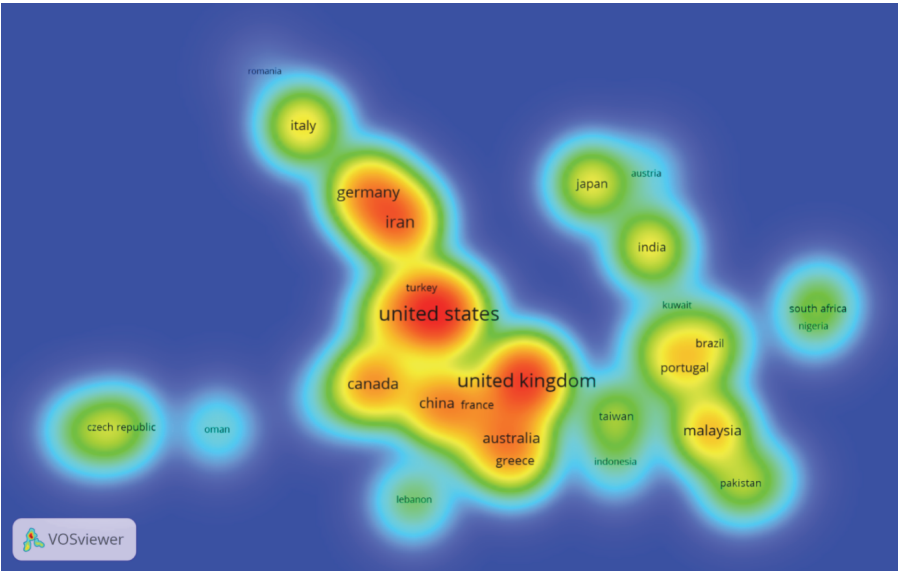 romania
italy
japan
austria
germany
iran
india
turkey
kuwait
united states
south africa
nigeria
brazil
portugal
united kingdom
canada
china
france
taiwan
czech republic
oman
malaysia
australia
greece
indonesia
pakistan
lebanon
VOSviewer